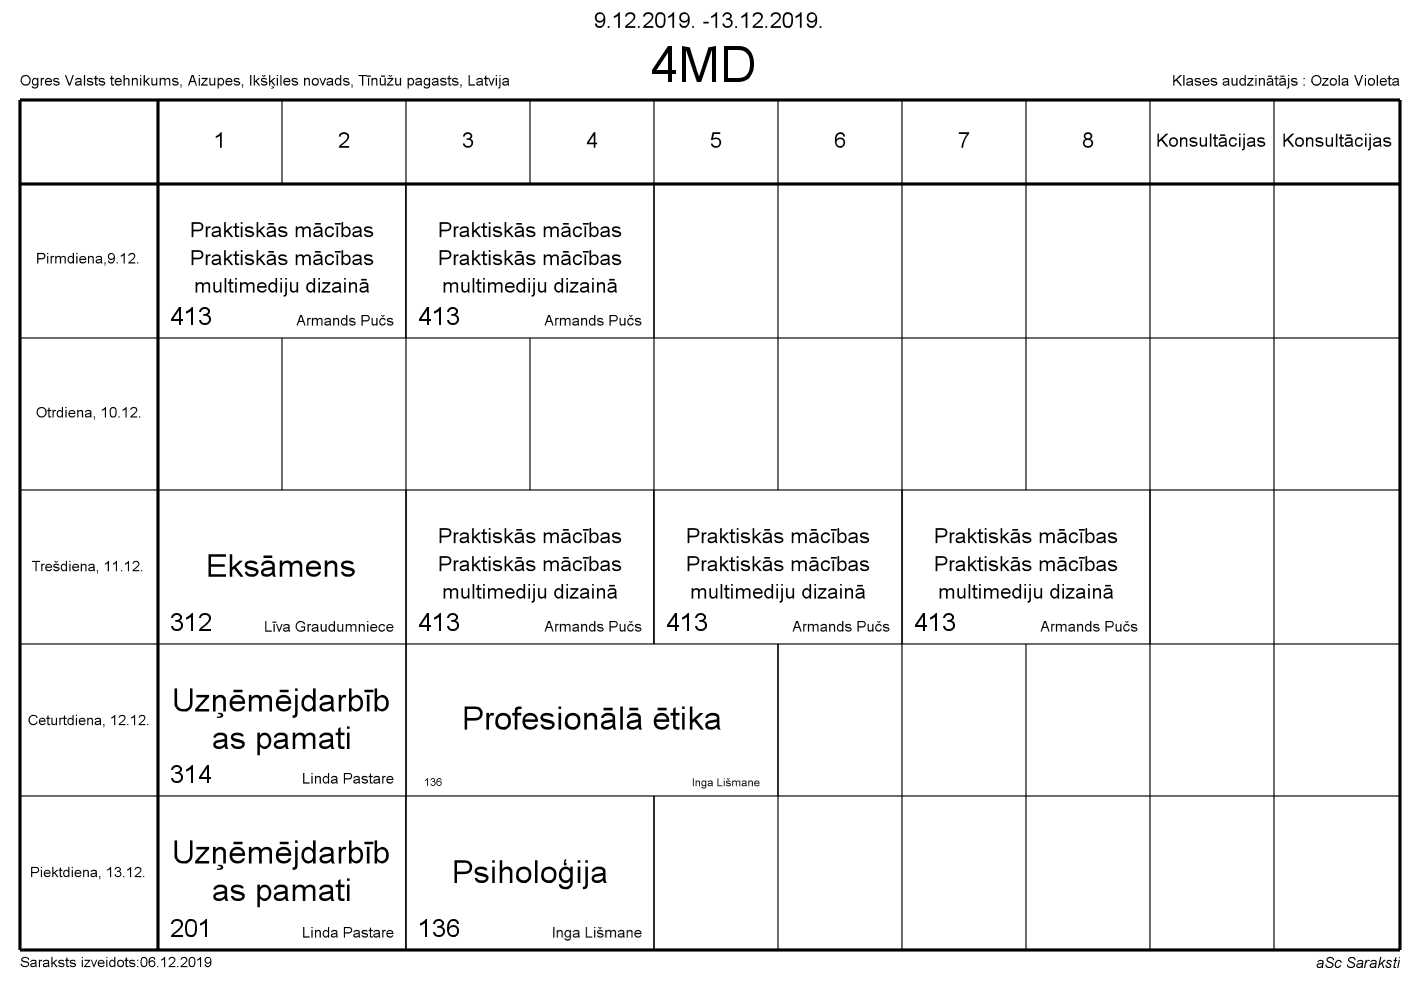 9.12.2019. -13.12.2019.
4MD
Ogres Valsts tehnikums, Aizupes, Ikšķiles novads, Tīnūžu pagasts, Latvija
Klases audzinātājs : Ozola Violeta
1 2 3 4 5 6 7 8 Konsultācijas Konsultācijas
Pirmdiena,9.12.
Praktiskās mācības
Praktiskās mācības
multimediju dizainā
413 Armands Pučs
Praktiskās mācības
Praktiskās mācības
multimediju dizainā
413 Armands Pučs
Otrdiena, 10.12.
Trešdiena, 11.12.
Eksāmens
312 Līva Graudumniece
Praktiskās mācības
Praktiskās mācības
multimediju dizainā
413 Armands Pučs
Praktiskās mācības
Praktiskās mācības
multimediju dizainā
413 Armands Pučs
Praktiskās mācības
Praktiskās mācības
multimediju dizainā
413 Armands Pučs
Ceturtdiena, 12.12.
Uzņēmējdarbīb
as pamati
314 Linda Pastare
Profesionālā ētika
136 Inga Lišmane
Piektdiena, 13.12.
Uzņēmējdarbīb
as pamati
201 Linda Pastare
Psiholoģija
136 Inga Lišmane
Saraksts izveidots:06.12.2019
aSc Saraksti